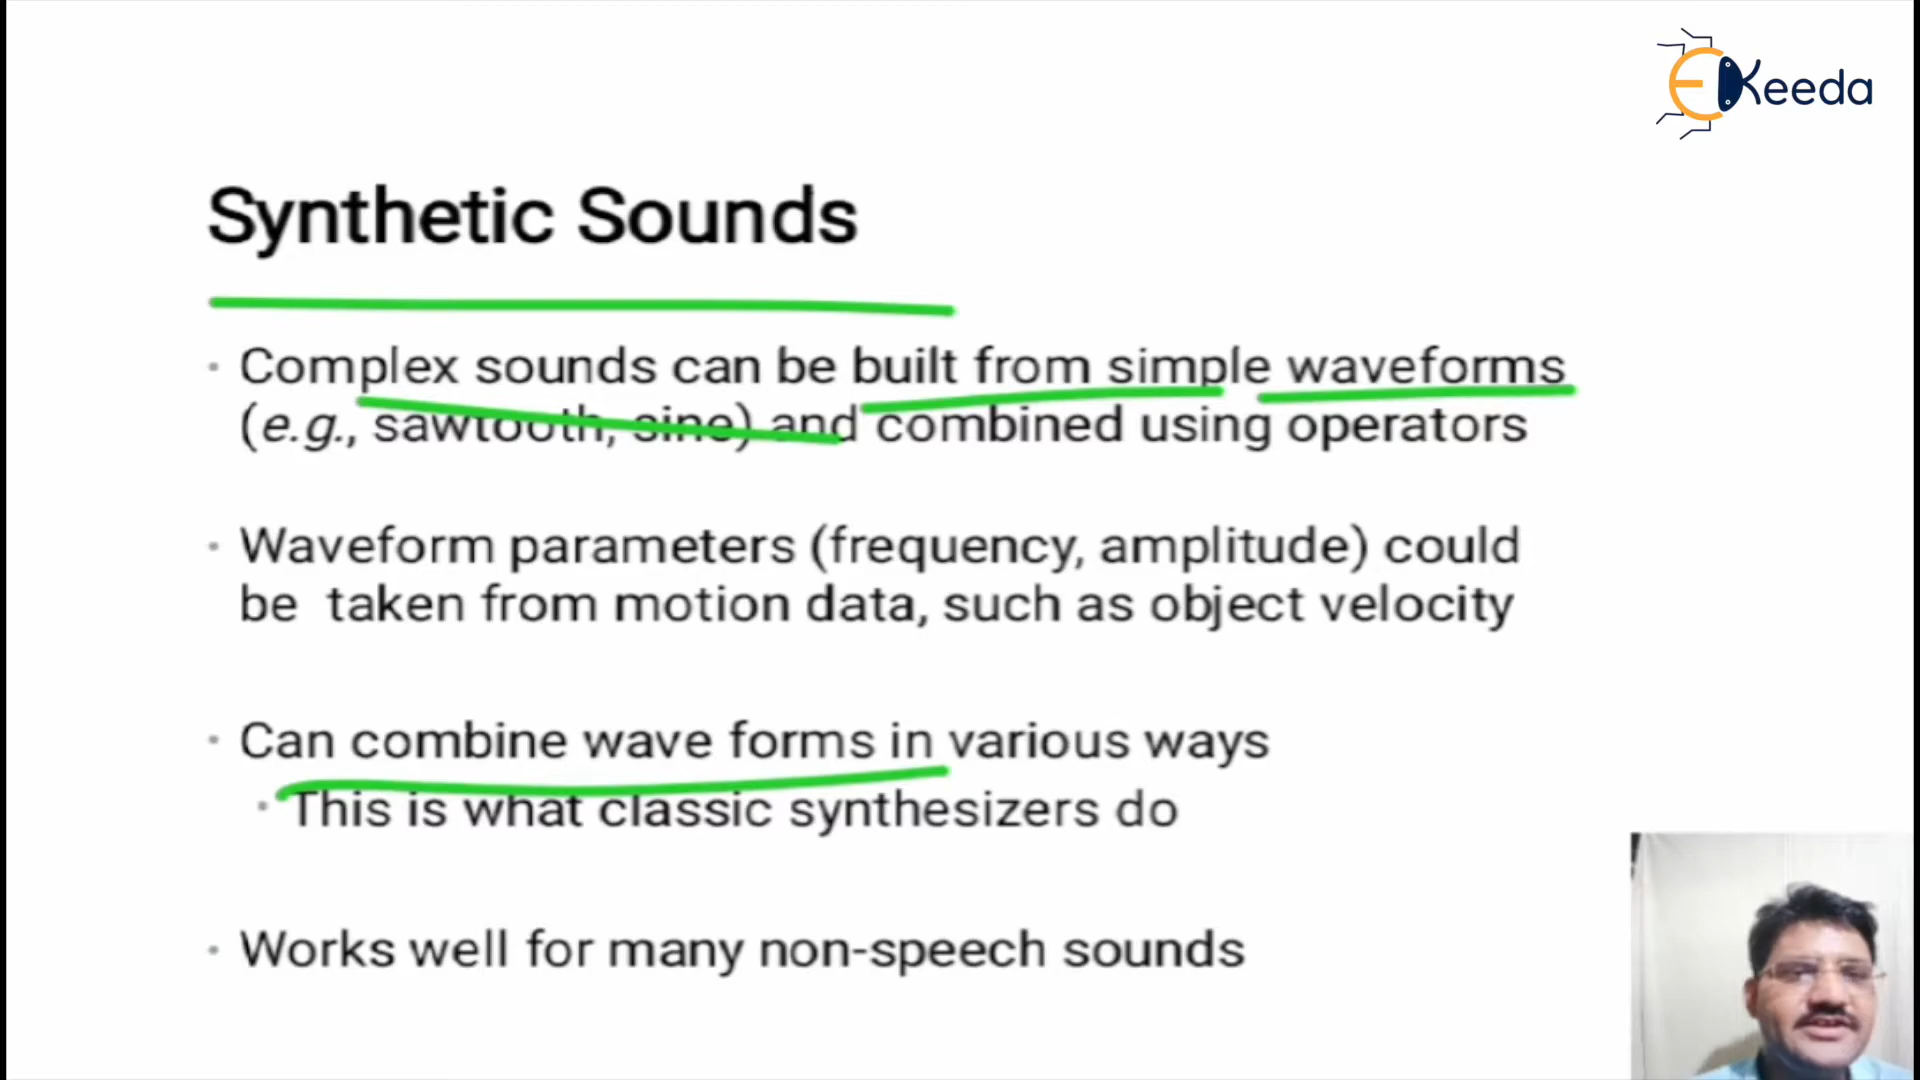 EKeeda
Synthetic Sounds
· Complex sounds can be built from simple waveforms
(e.g., sawtooth, sine) and combined using operators
· Waveform parameters (frequency, amplitude) could
be taken from motion data, such as object velocity
· Can combine wave forms in various ways
· This is what classic synthesizers do
· Works well for many non-speech sounds